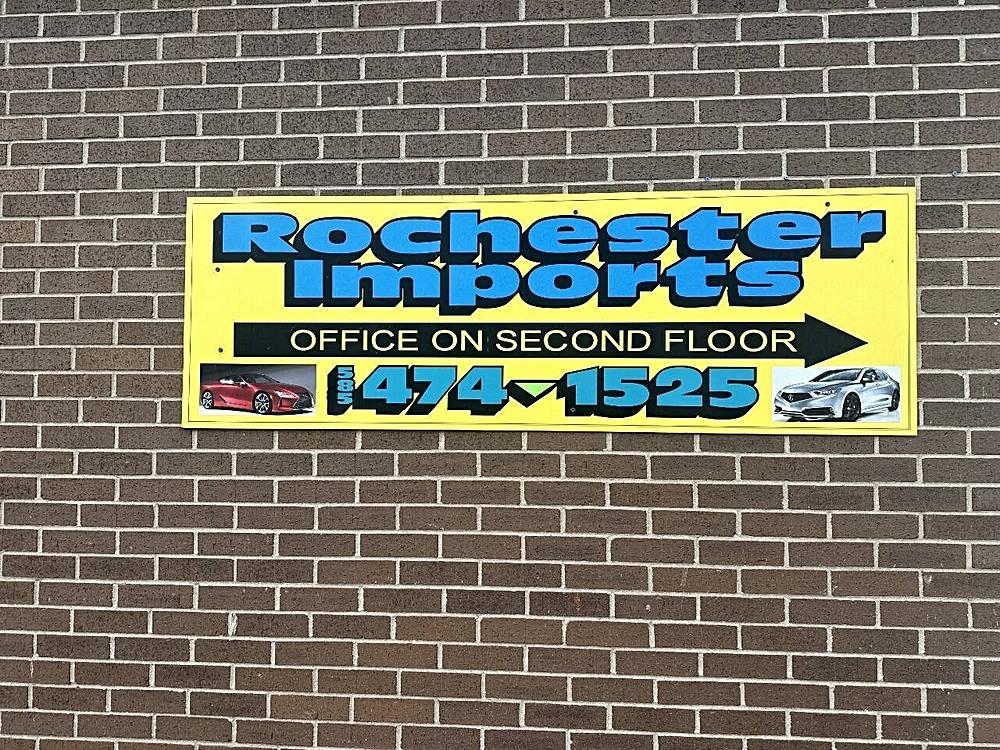 Rochester
Imports
OFFICE ON SECOND FLOOR
585 474 1525